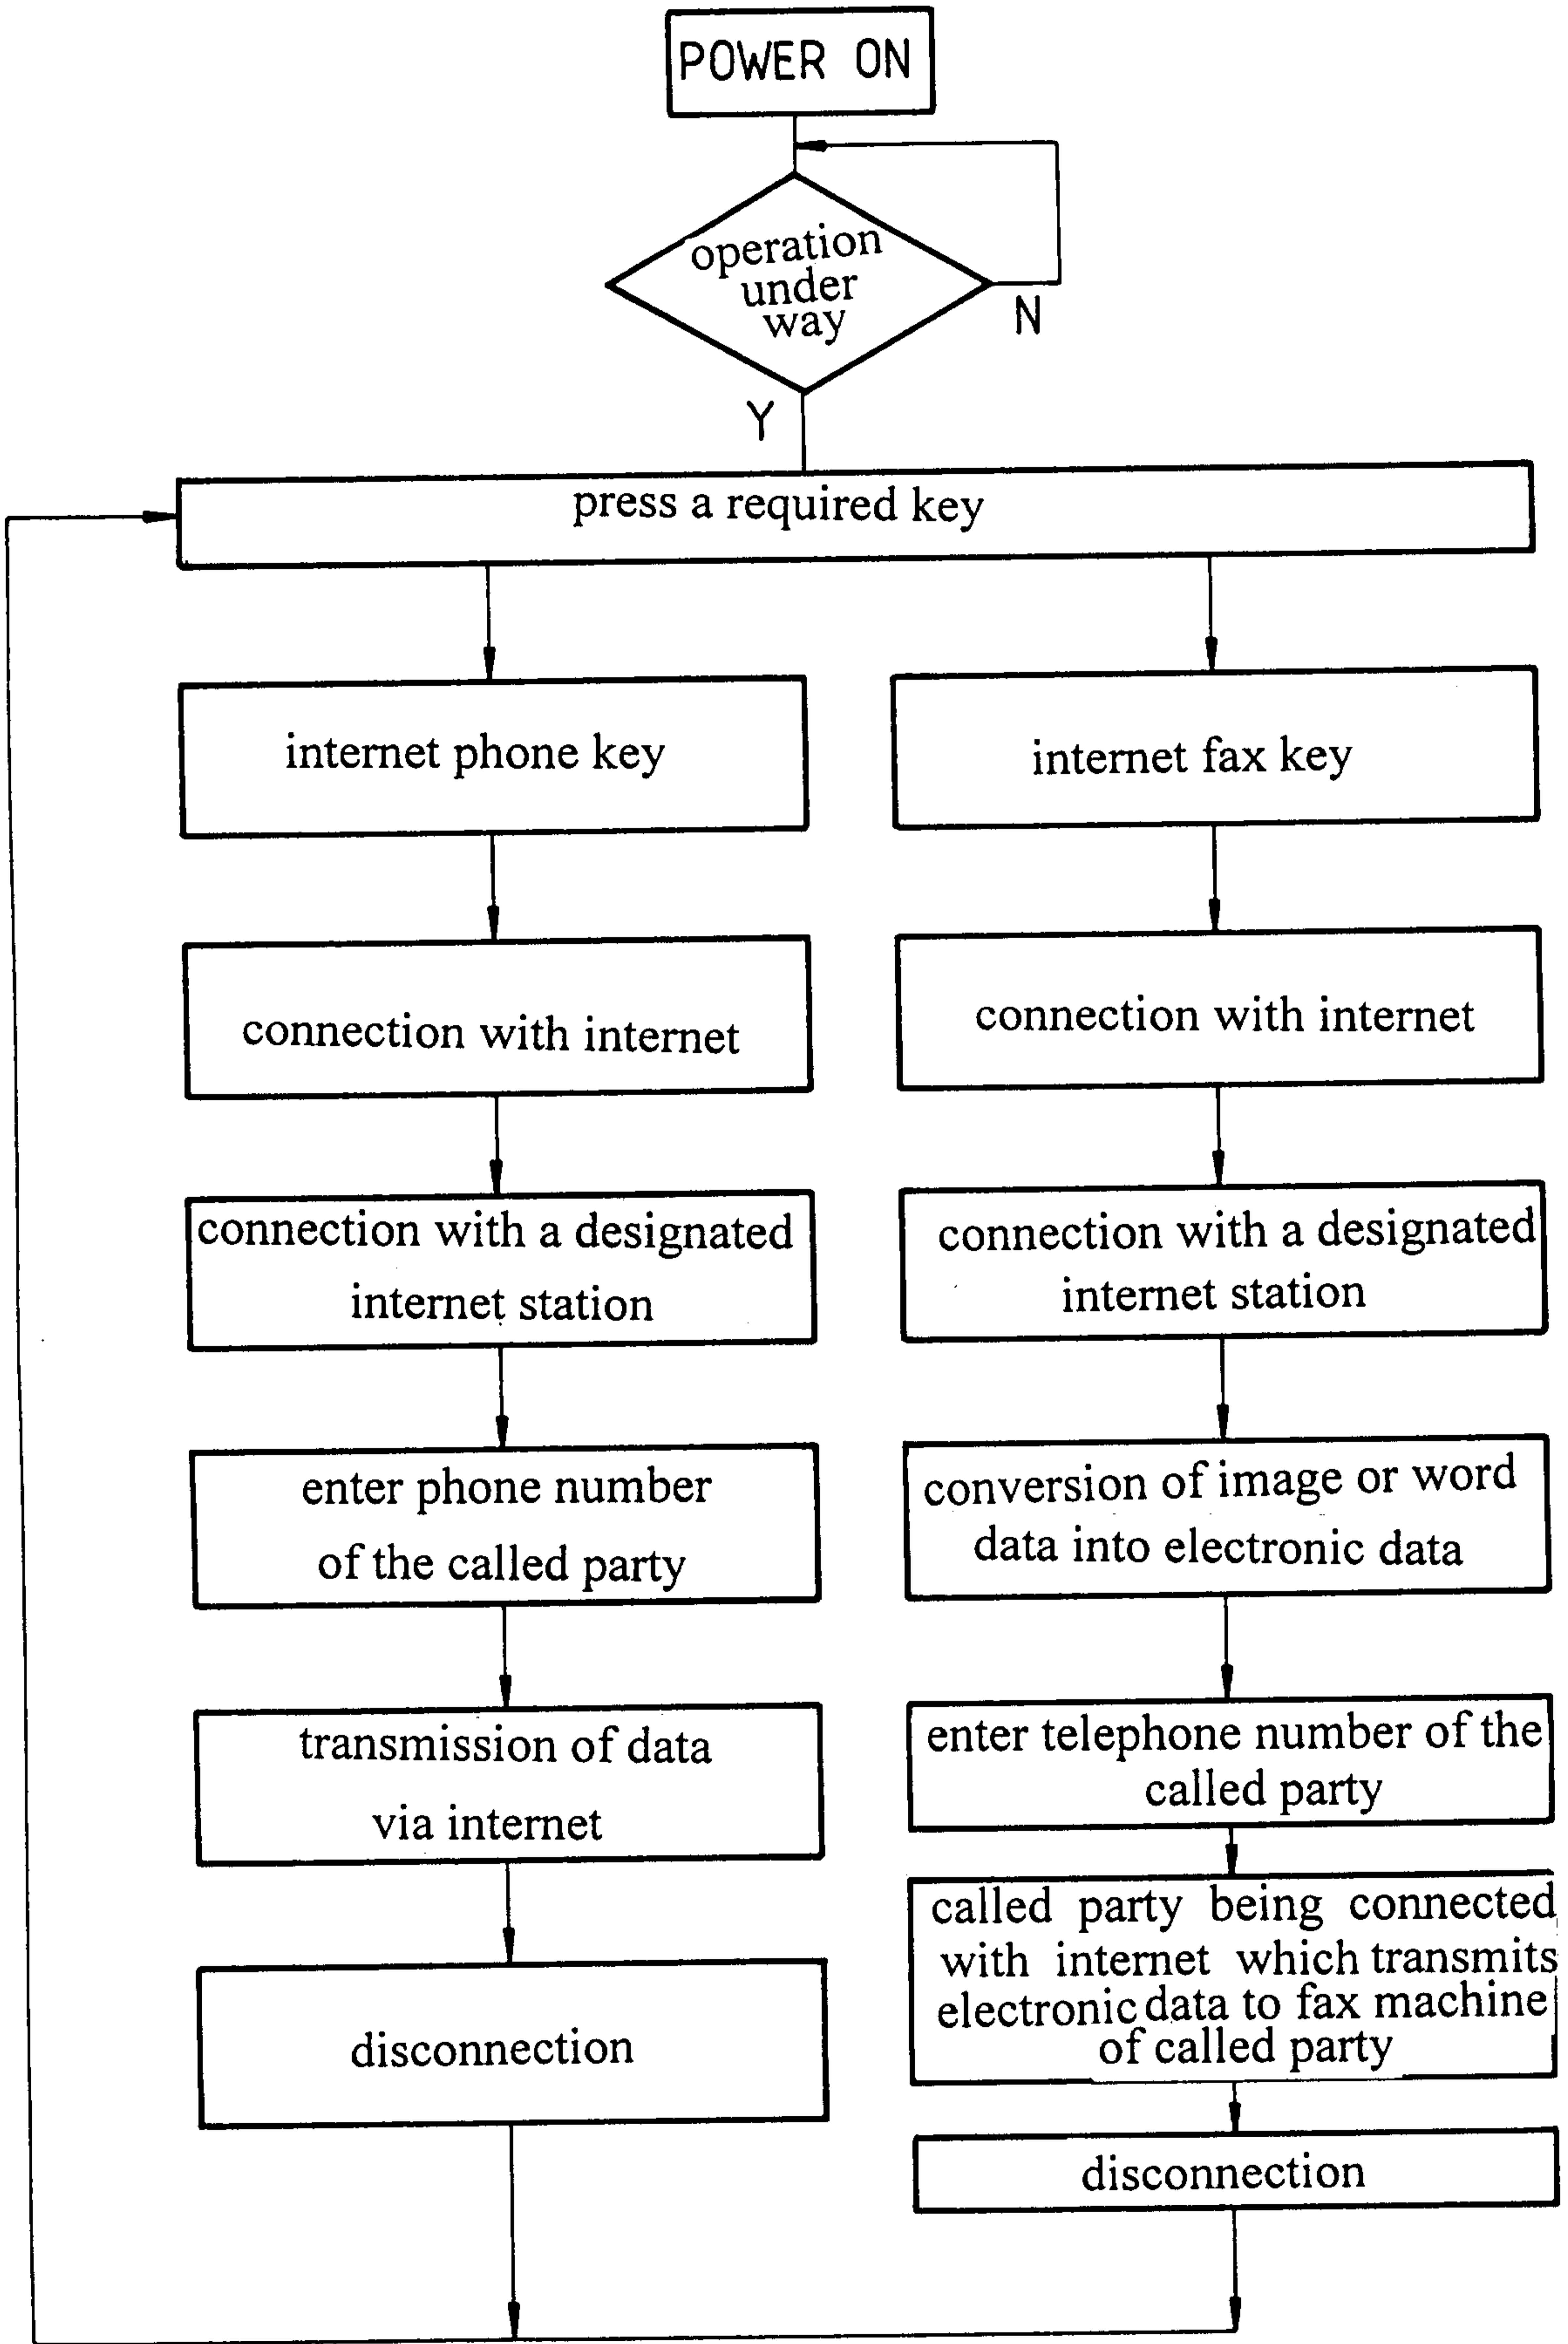 POWER ON
operation
under
way
N
Y
press a required key
internet phone key
connection with internet
connection with a designated
internet station
enter phone number
of the called party
transmission of data
via internet
disconnection
internet fax key
connection with internet
connection with a designated
internet station
conversion of image or word
data into electronic data
enter telephone number of the
called party
called party being connected
with internet which transmits
electronic data to fax machine
of called party
disconnection